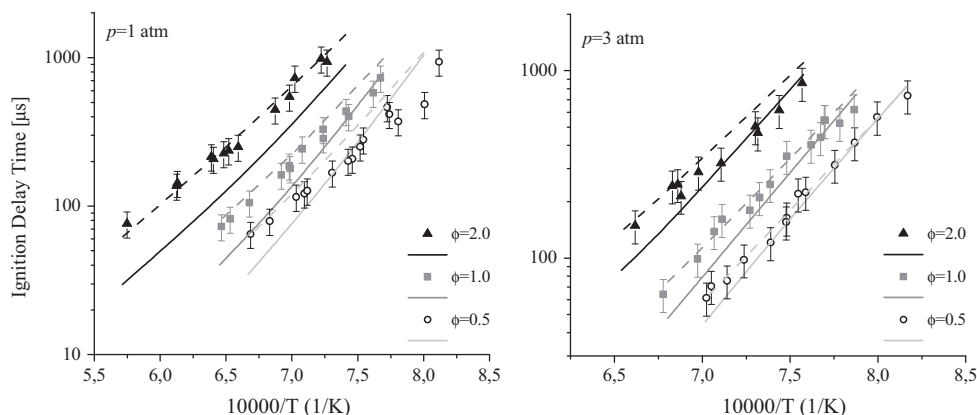 p=1 atm
1000
100
10
Ignition Delay Time [µs]
ϕ=2.0
ϕ=1.0
ϕ=0.5
5,5 6,0 6,5 7,0 7,5 8,0 8,5
10000/T (1/K)
p=3 atm
1000
100
ϕ=2.0
ϕ=1.0
ϕ=0.5
6,5 7,0 7,5 8,0 8,5
10000/T (1/K)